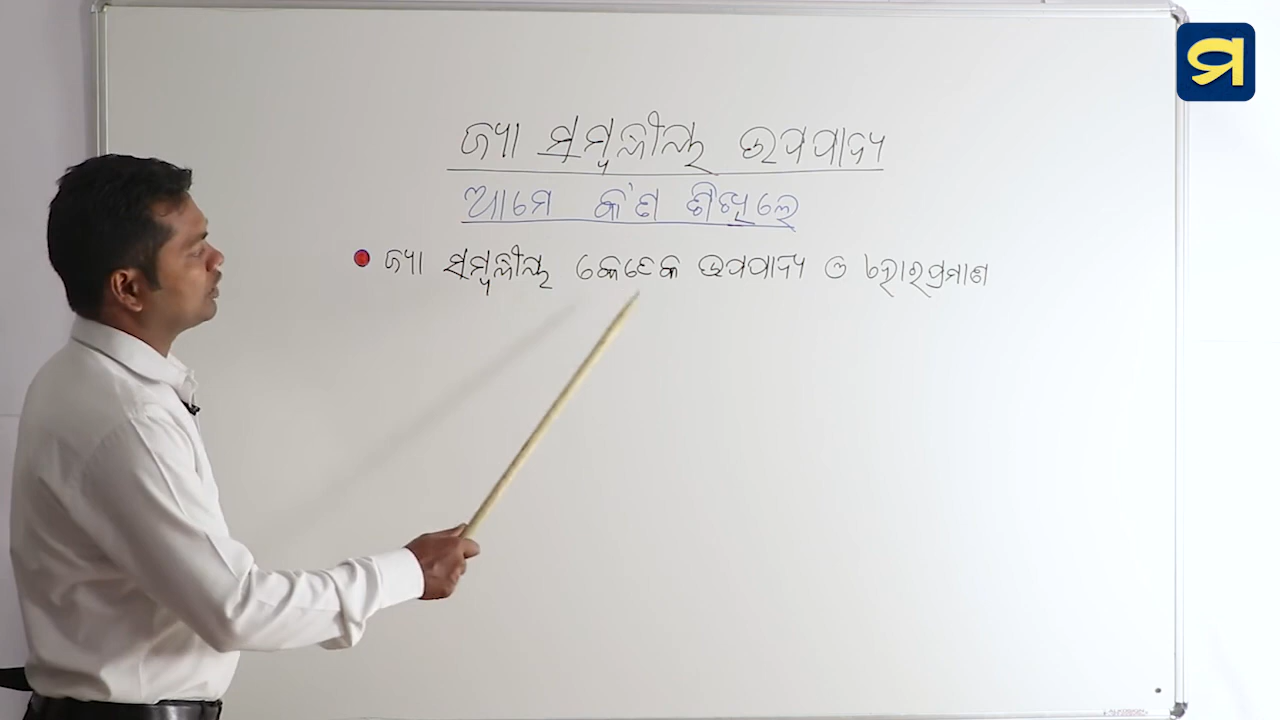 ମ
ଜ୍ୟା ସମ୍ବନ୍ଧୀୟ ଉପପାଦ୍ୟ
ଆମେ କ'ଣ ଶିଖିଲେ
ଜ୍ୟା ସମ୍ବନ୍ଧୀୟ କେତେକ ଉପପାଦ୍ୟ ଓ ତାହାର ପ୍ରମାଣ